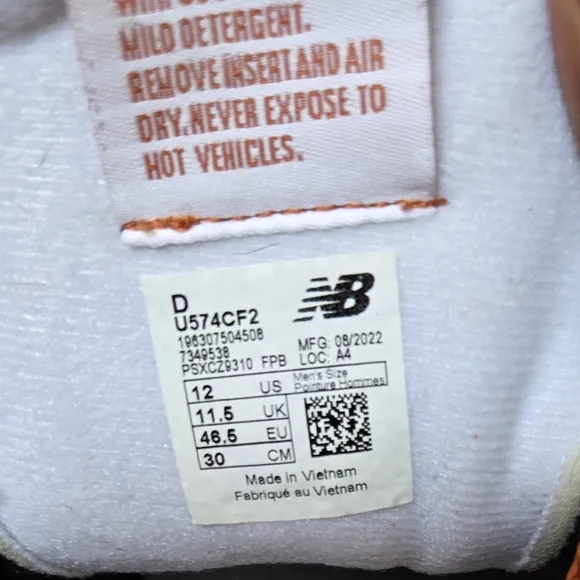 MILD DETERGENT.
REMOVE INSERT AND AIR
DRY. NEVER EXPOSE TO
HOT VEHICLES.
D
U574CF2
NB
196307504508
7349538
PSXCZ9310 FPB
MFG: 08/2022
LOC: A4
12 US
Men's Size
Pointure Hommes
11.5 UK
46.5 EU
30 CM
Made in Vietnam
Fabriqué au Vietnam